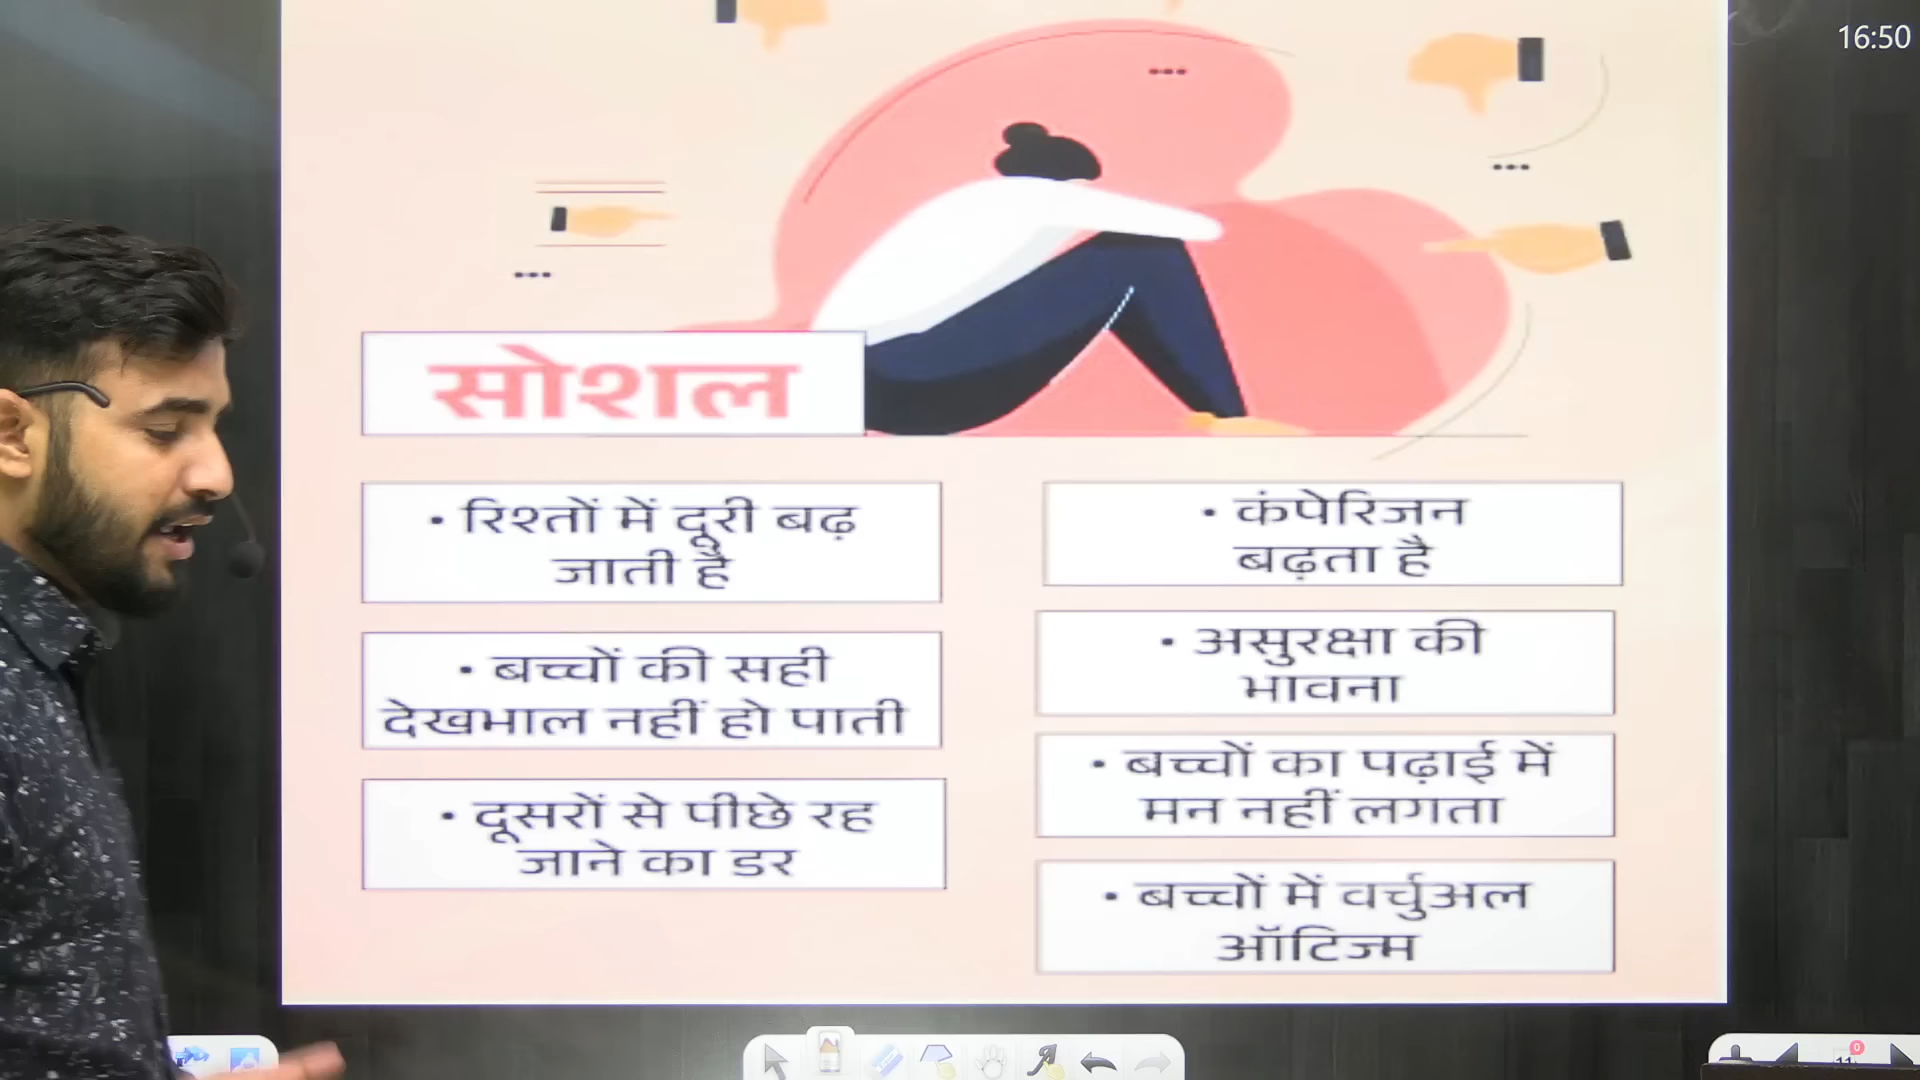 16:50
सोशल
• रिश्तों में दूरी बढ़
जाती है
• बच्चों की सही
देखभाल नहीं हो पाती
• दूसरों से पीछे रह
जाने का डर
• कंपेरिजन
बढ़ता है
• असुरक्षा की
भावना
• बच्चों का पढ़ाई में
मन नहीं लगता
• बच्चों में वर्चुअल
ऑटिज्म
0